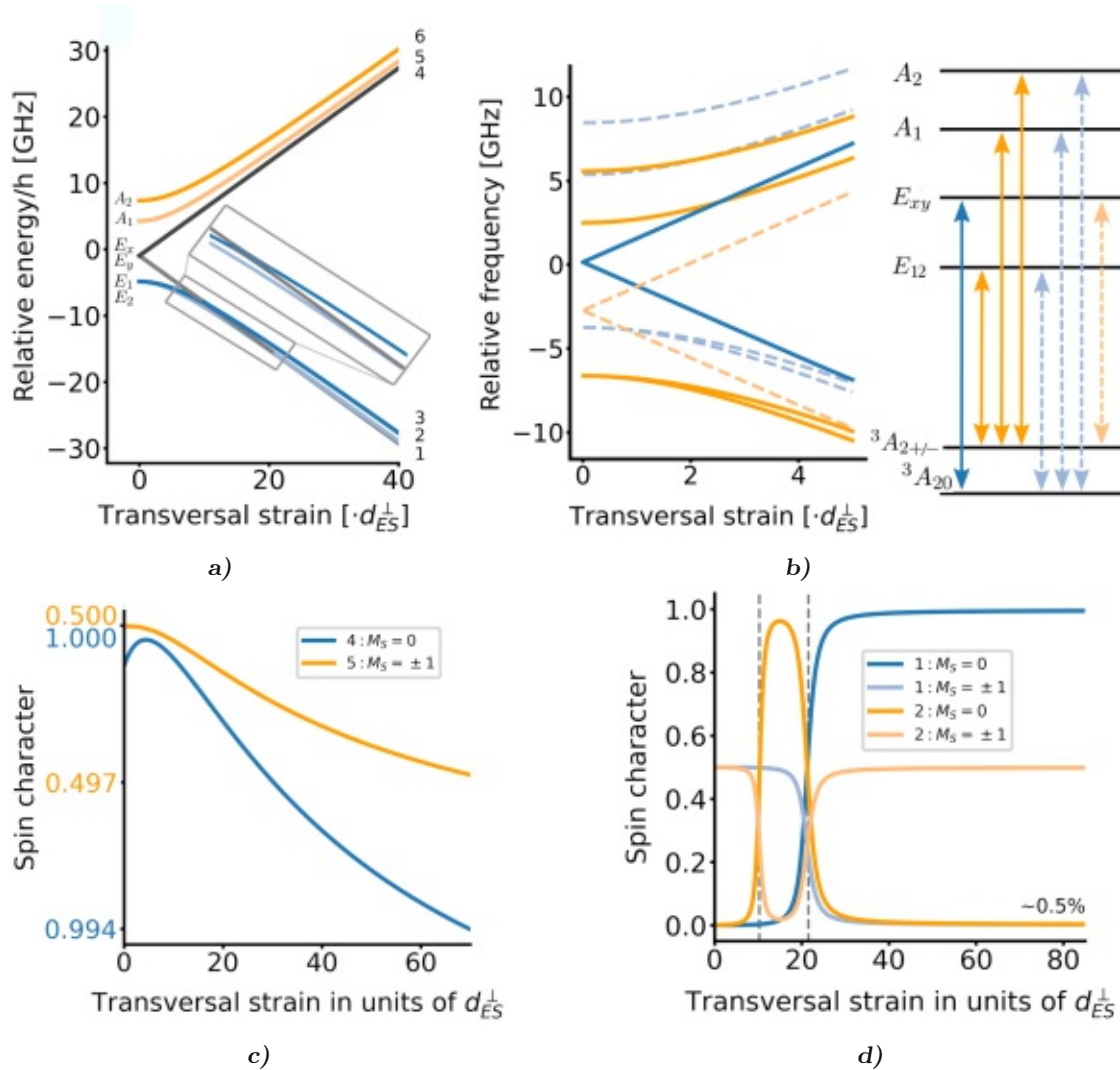 Relative energy/h [GHz]
30
20
10
0
−10
−20
−30
A₂
A₁
Eₓ
Eᵧ
E₁
E₂
6
5
4
3
2
1
0
20
40
Transversal strain [·d⊥ES]
a)
Relative frequency [GHz]
10
5
0
−5
−10
0
2
4
Transversal strain [·d⊥ES]
A₂
A₁
Eₓᵧ
E₁₂
³A₂₊/₋
³A₂₀
b)
Spin character
0.500
1.000
0.497
0.994
4 : Mₛ = 0
5 : Mₛ = ± 1
0
20
40
60
Transversal strain in units of d⊥ES
c)
Spin character
1.0
0.8
0.6
0.4
0.2
0.0
1 : Mₛ = 0
1 : Mₛ = ± 1
2 : Mₛ = 0
2 : Mₛ = ± 1
~0.5%
0
20
40
60
80
Transversal strain in units of d⊥ES
d)